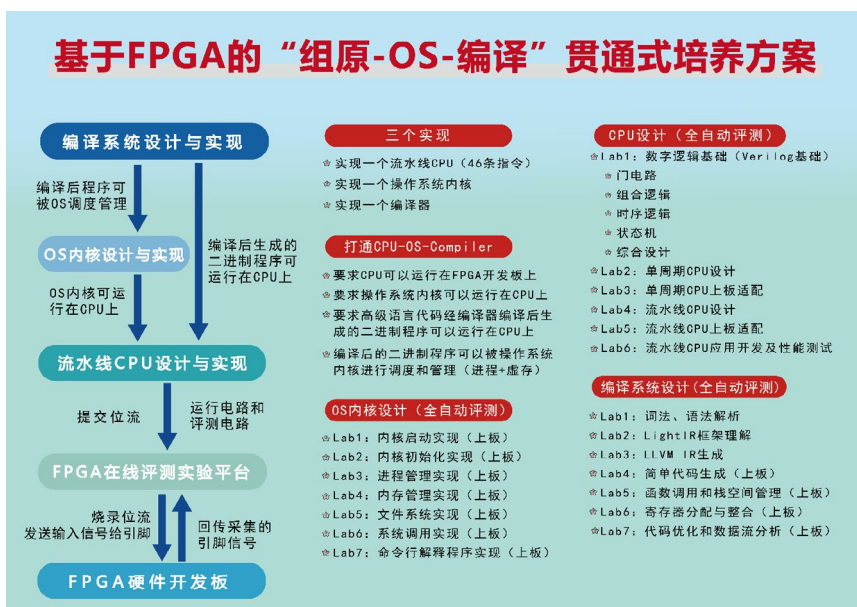 基于FPGA的“组原-OS-编译”贯通式培养方案
编译系统设计与实现
编译后程序可
被OS调度管理
OS内核设计与实现
编译后生成的
二进制程序可
运行在CPU上
OS内核可运
行在CPU上
流水线CPU设计与实现
提交位流
运行电路和
评测电路
FPGA在线评测实验平台
烧录位流
发送输入信号给引脚
回传采集的
引脚信号
FPGA硬件开发板
三个实现
实现一个流水线CPU（46条指令）
实现一个操作系统内核
实现一个编译器
打通CPU-OS-Compiler
要求CPU可以运行在FPGA开发板上
要求操作系统内核可以运行在CPU上
要求高级语言代码经编译器编译后生
成的二进制程序可以运行在CPU上
编译后的二进制程序可以被操作系统
内核进行调度和管理（进程+虚存）
OS内核设计（全自动评测）
Lab1：内核启动实现（上板）
Lab2：内核初始化实现（上板）
Lab3：进程管理实现（上板）
Lab4：内存管理实现（上板）
Lab5：文件系统实现（上板）
Lab6：系统调用实现（上板）
Lab7：命令行解释程序实现（上板）
CPU设计（全自动评测）
Lab1：数字逻辑基础（Verilog基础）
门电路
组合逻辑
时序逻辑
状态机
综合设计
Lab2：单周期CPU设计
Lab3：单周期CPU上板适配
Lab4：流水线CPU设计
Lab5：流水线CPU上板适配
Lab6：流水线CPU应用开发及性能测试
编译系统设计(全自动评测)
Lab1：词法、语法解析
Lab2：LightIR框架理解
Lab3：LLVM IR生成
Lab4：简单代码生成（上板）
Lab5：函数调用和栈空间管理（上板）
Lab6：寄存器分配与整合（上板）
Lab7：代码优化和数据流分析（上板）